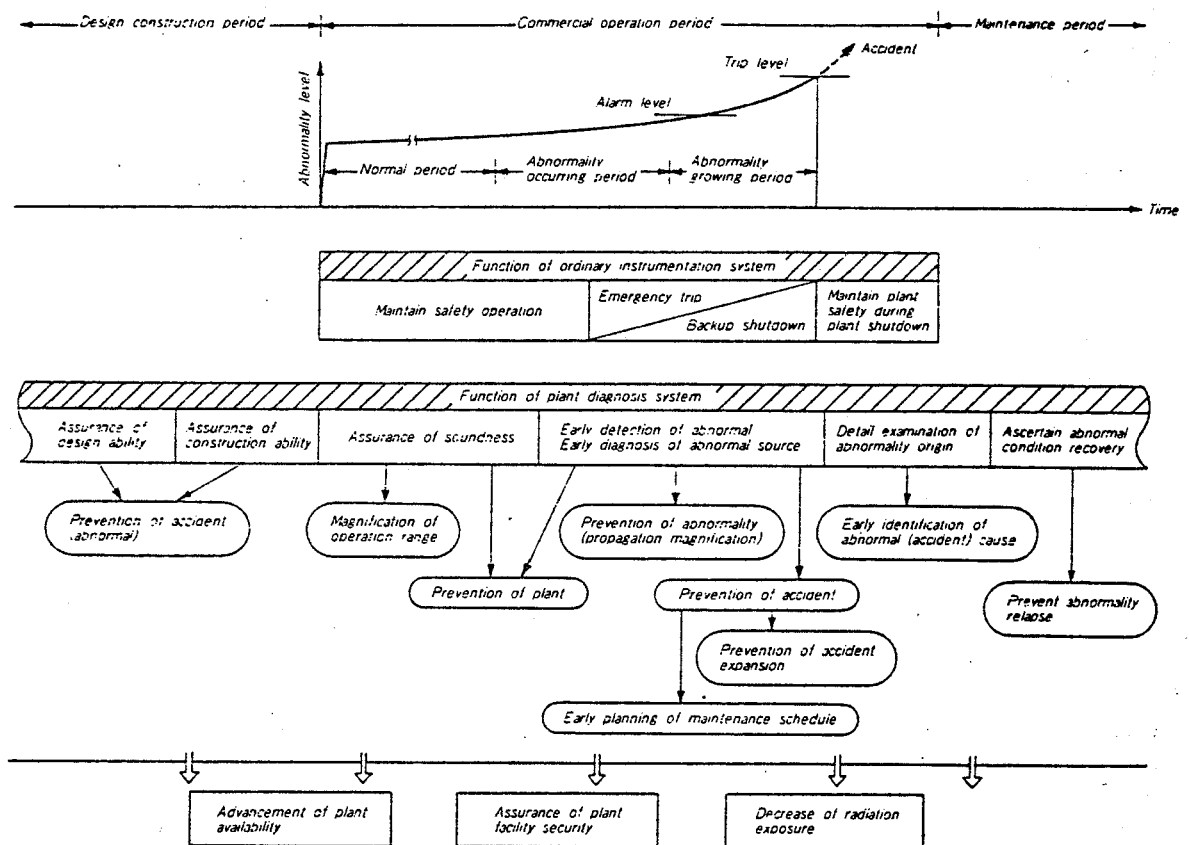 Design construction period
Commercial operation period
Maintenance period
Accident
Trip level
Alarm level
Abnormality level
Normal period
Abnormality
occurring period
Abnormality
growing period
Time
Function of ordinary instrumentation system
Maintain safety operation
Emergency trip
Backup shutdown
Maintain plant
safety during
plant shutdown
Function of plant diagnosis system
Assurance of
design ability
Assurance of
construction ability
Assurance of soundness
Early detection of abnormal
Early diagnosis of abnormal source
Detail examination of
abnormality origin
Ascertain abnormal
condition recovery
Prevention of accident
(abnormal)
Magnification of
operation range
Prevention of abnormality
(propagation magnification)
Early identification of
abnormal (accident) cause
Prevention of plant
Prevention of accident
Prevent abnormality
relapse
Prevention of accident
expansion
Early planning of maintenance schedule
Advancement of plant
availability
Assurance of plant
facility security
Decrease of radiation
exposure